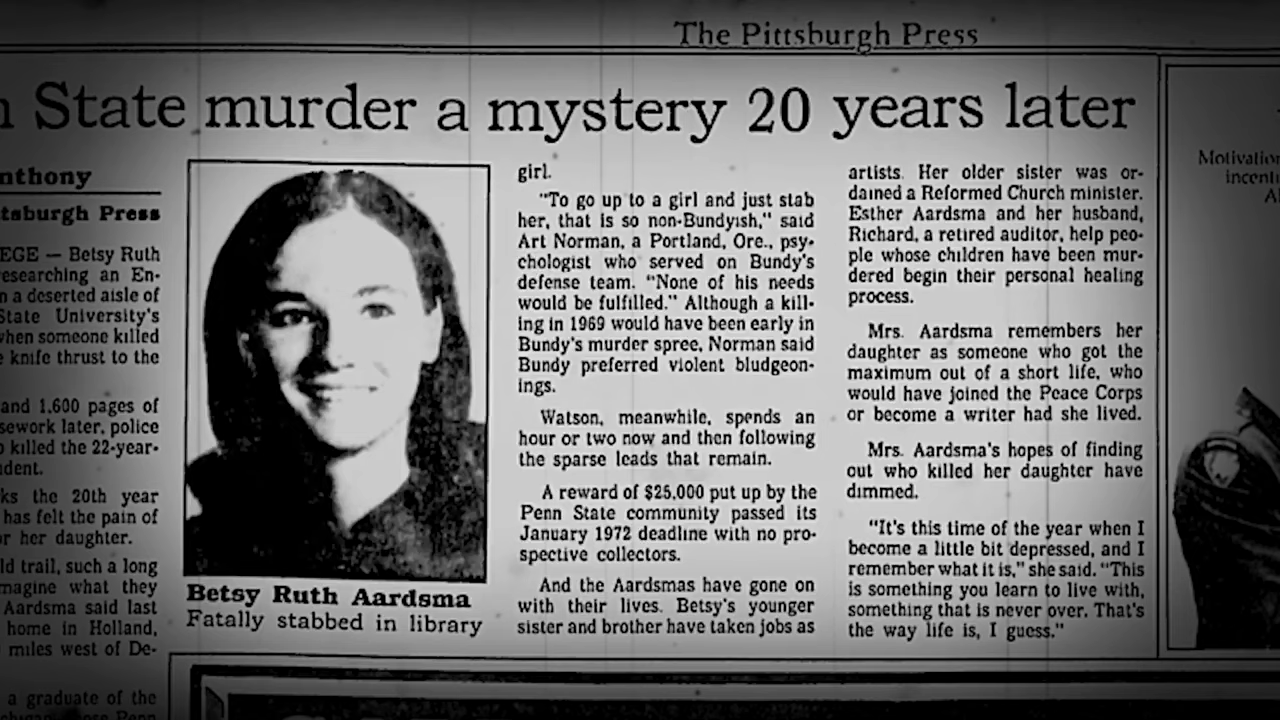 The Pittsburgh Press
State murder a mystery 20 years later
nthony
tsburgh Press
EGE — Betsy Ruth
esearching an En-
n a deserted aisle of
State University's
when someone killed
e knife thrust to the
and 1,600 pages of
sework later, police
o killed the 22-year-
dent.
ks the 20th year
has felt the pain of
or her daughter.
ld trail, such a long
magine what they
Aardsma said last
home in Holland,
miles west of De-
a graduate of the
Betsy Ruth Aardsma
Fatally stabbed in library
girl.
"To go up to a girl and just stab
her, that is so non-Bundyish," said
Art Norman, a Portland, Ore., psy-
chologist who served on Bundy's
defense team. "None of his needs
would be fulfilled." Although a kill-
ing in 1969 would have been early in
Bundy's murder spree, Norman said
Bundy preferred violent bludgeon-
ings.
Watson, meanwhile, spends an
hour or two now and then following
the sparse leads that remain.
A reward of $25,000 put up by the
Penn State community passed its
January 1972 deadline with no pro-
spective collectors.
And the Aardsmas have gone on
with their lives. Betsy's younger
sister and brother have taken jobs as
artists. Her older sister was or-
dained a Reformed Church minister.
Esther Aardsma and her husband,
Richard, a retired auditor, help peo-
ple whose children have been mur-
dered begin their personal healing
process.
Mrs. Aardsma remembers her
daughter as someone who got the
maximum out of a short life, who
would have joined the Peace Corps
or become a writer had she lived.
Mrs. Aardsma's hopes of finding
out who killed her daughter have
dimmed.
"It's this time of the year when I
become a little bit depressed, and I
remember what it is," she said. "This
is something you learn to live with,
something that is never over. That's
the way life is, I guess."
Motivation
incenti
A